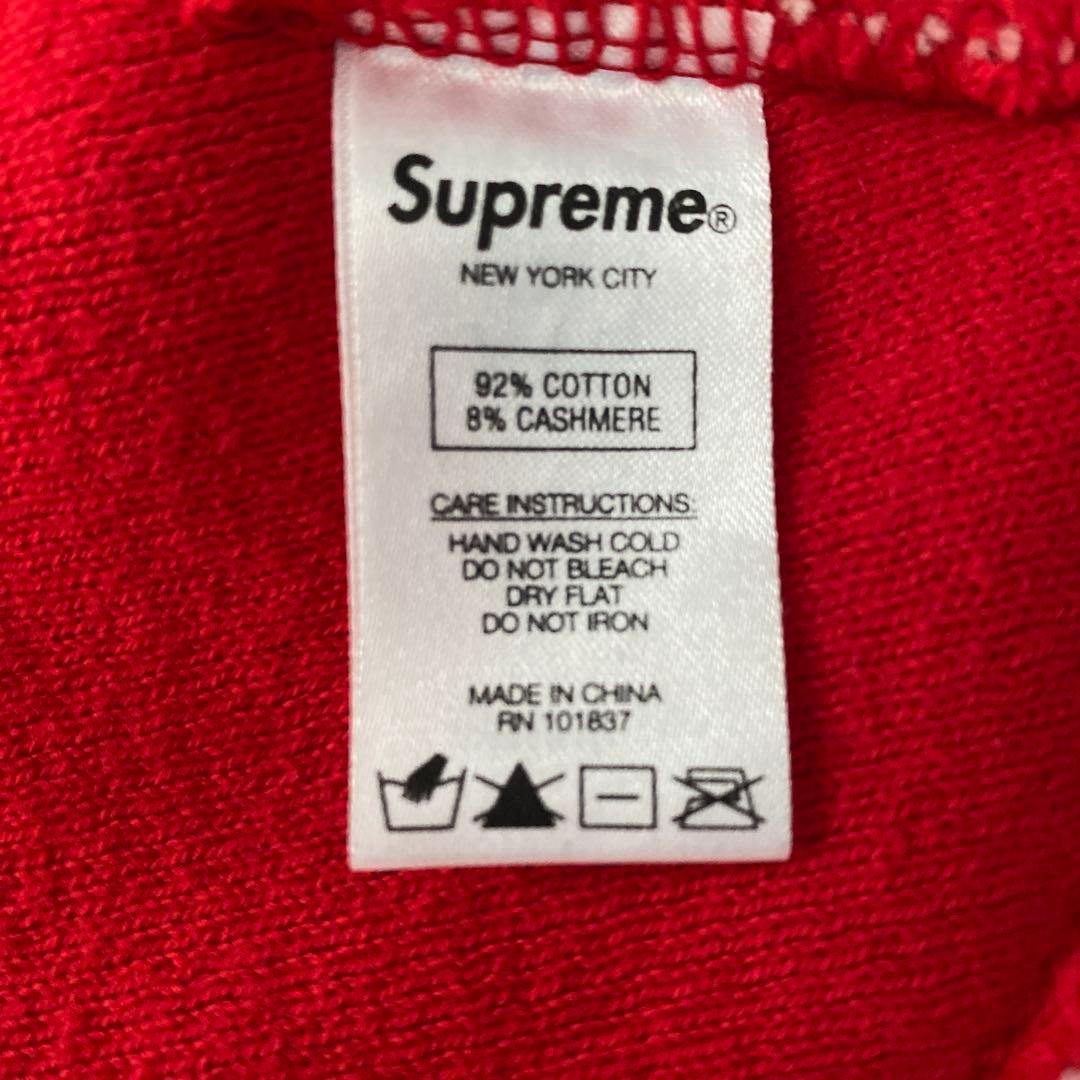 Supreme®
NEW YORK CITY
92% COTTON
8% CASHMERE
CARE INSTRUCTIONS:
HAND WASH COLD
DO NOT BLEACH
DRY FLAT
DO NOT IRON
MADE IN CHINA
RN 101837